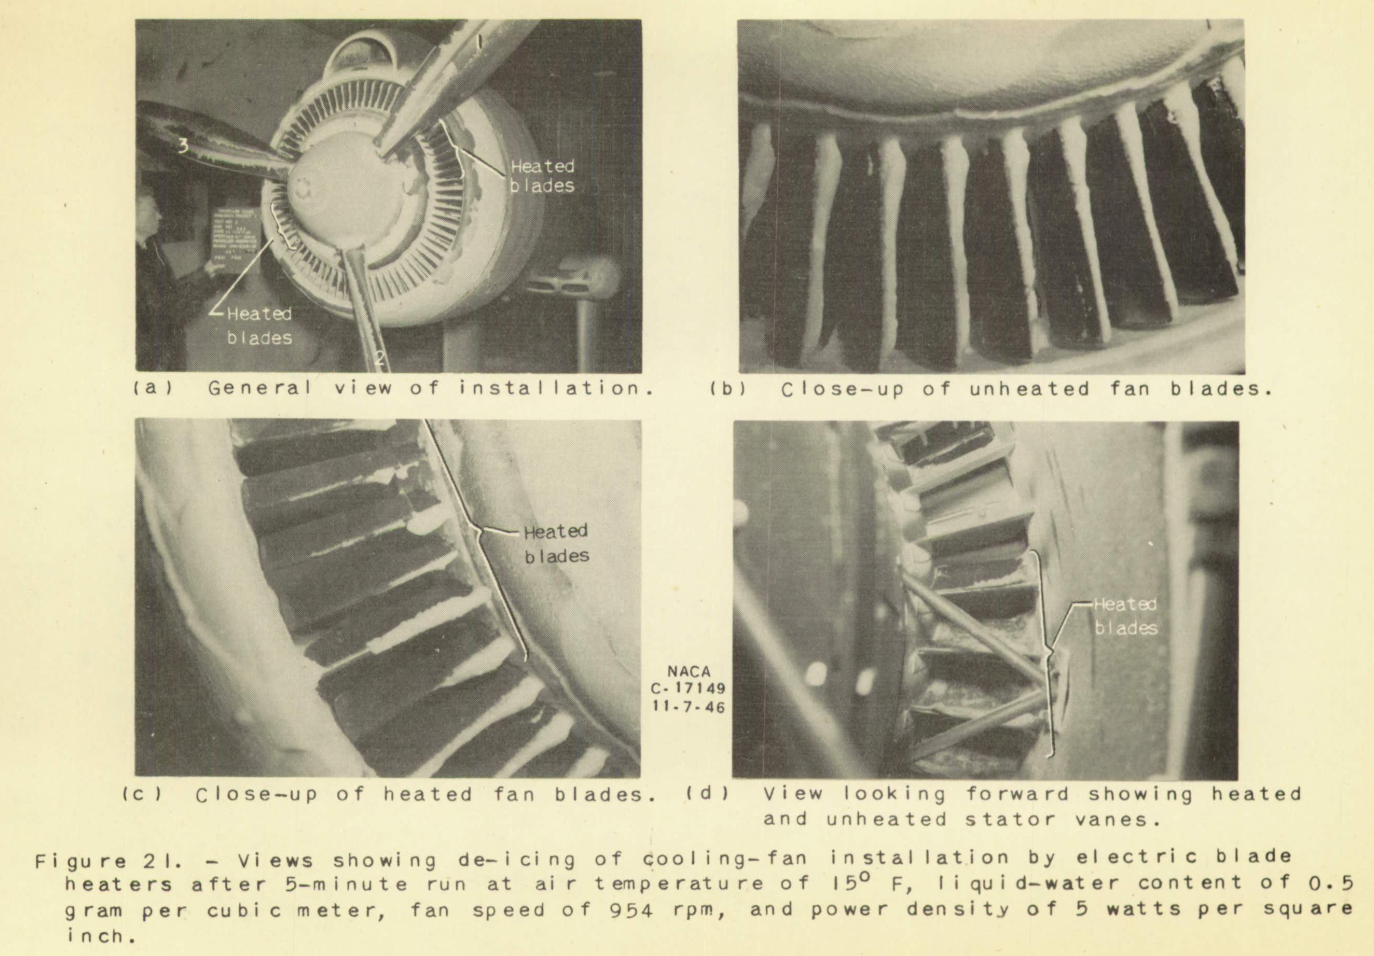 1
3
Heated
blades
Heated
blades
2
(a) General view of installation.
(b) Close-up of unheated fan blades.
Heated
blades
Heated
blades
NACA
C-17149
11-7-46
(c) Close-up of heated fan blades.
(d) View looking forward showing heated
and unheated stator vanes.
Figure 21. - Views showing de-icing of cooling-fan installation by electric blade
heaters after 5-minute run at air temperature of 15° F, liquid-water content of 0.5
gram per cubic meter, fan speed of 954 rpm, and power density of 5 watts per square
inch.